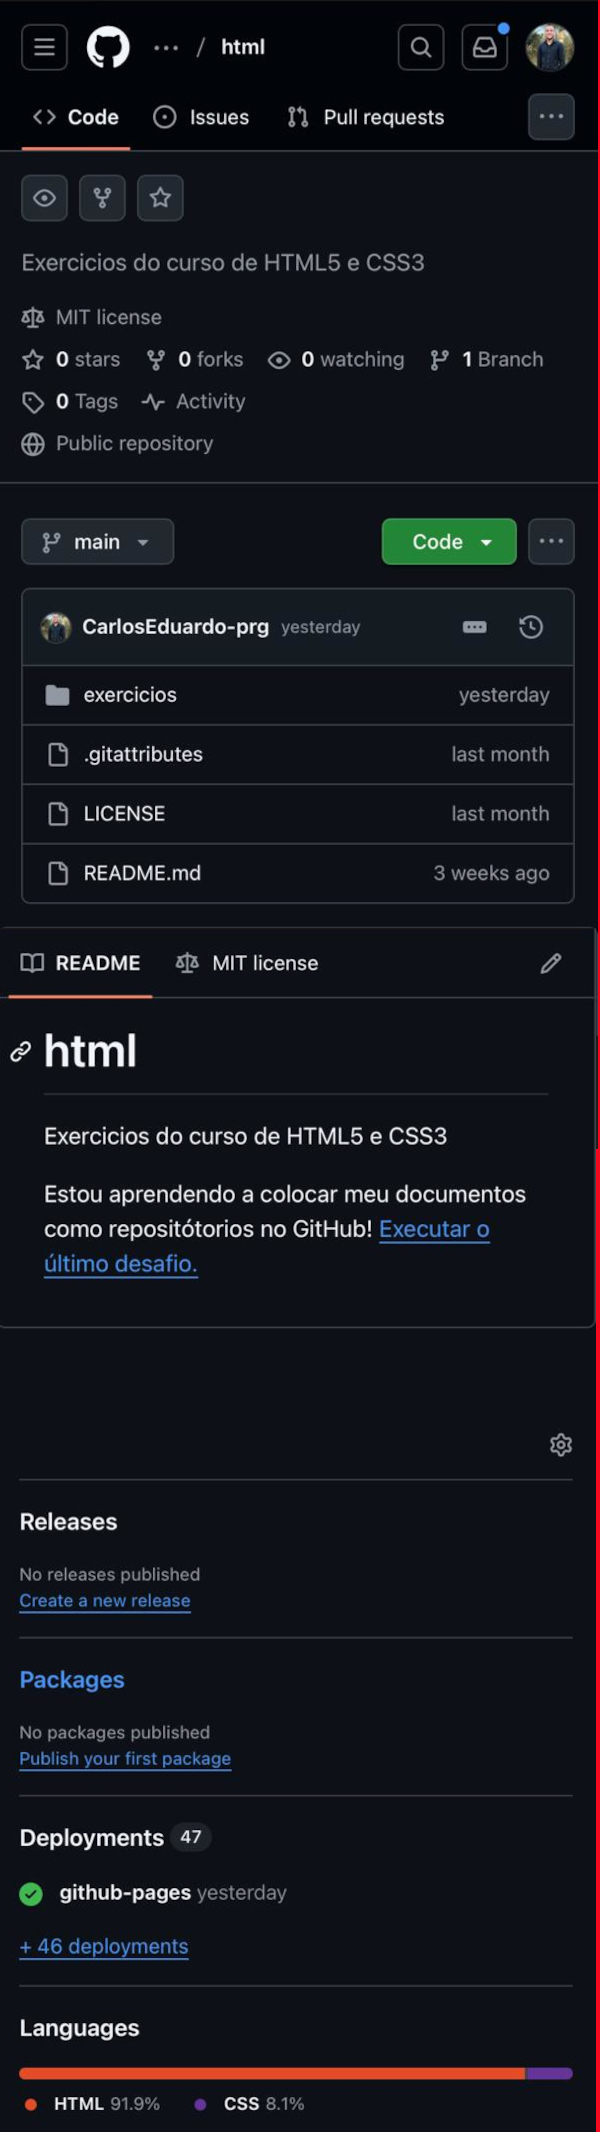 ··· / html
Code Issues Pull requests ···
Exercicios do curso de HTML5 e CSS3
MIT license
0 stars 0 forks 0 watching 1 Branch
0 Tags Activity
Public repository
main Code ···
CarlosEduardo-prg yesterday
exercicios yesterday
.gitattributes last month
LICENSE last month
README.md 3 weeks ago
README MIT license
html
Exercicios do curso de HTML5 e CSS3
Estou aprendendo a colocar meu documentos
como repositótorios no GitHub! Executar o
último desafio.
Releases
No releases published
Create a new release
Packages
No packages published
Publish your first package
Deployments 47
github-pages yesterday
+ 46 deployments
Languages
HTML 91.9% CSS 8.1%